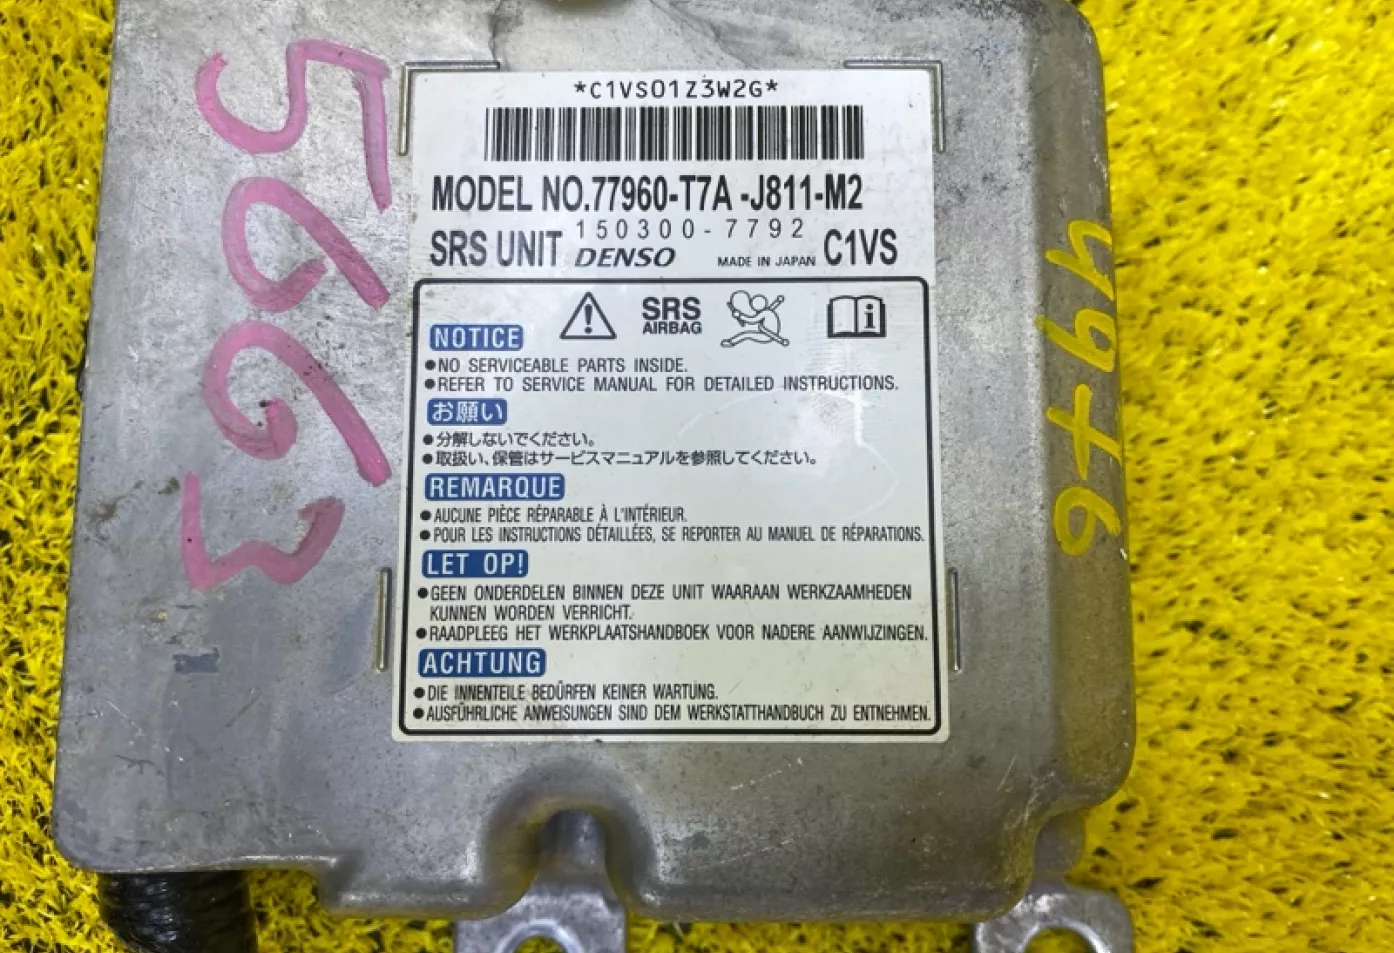 *C1VS01Z3W2G*
MODEL NO.77960-T7A -J811-M2
150300-7792
SRS UNIT DENSO MADE IN JAPAN C1VS
SRS
AIRBAG
NOTICE
●NO SERVICEABLE PARTS INSIDE.
●REFER TO SERVICE MANUAL FOR DETAILED INSTRUCTIONS.
お願い
●分解しないでください。
●取扱い、保管はサービスマニュアルを参照してください。
REMARQUE
●AUCUNE PIÈCE RÉPARABLE À L'INTÉRIEUR.
●POUR LES INSTRUCTIONS DÉTAILLÉES, SE REPORTER AU MANUEL DE RÉPARATIONS.
LET OP!
●GEEN ONDERDELEN BINNEN DEZE UNIT WAARAAN WERKZAAMHEDEN
KUNNEN WORDEN VERRICHT.
●RAADPLEEG HET WERKPLAATSHANDBOEK VOOR NADERE AANWIJZINGEN.
ACHTUNG
●DIE INNENTEILE BEDÜRFEN KEINER WARTUNG.
●AUSFÜHRLICHE ANWEISUNGEN SIND DEM WERKSTATTHANDBUCH ZU ENTNEHMEN.
5663